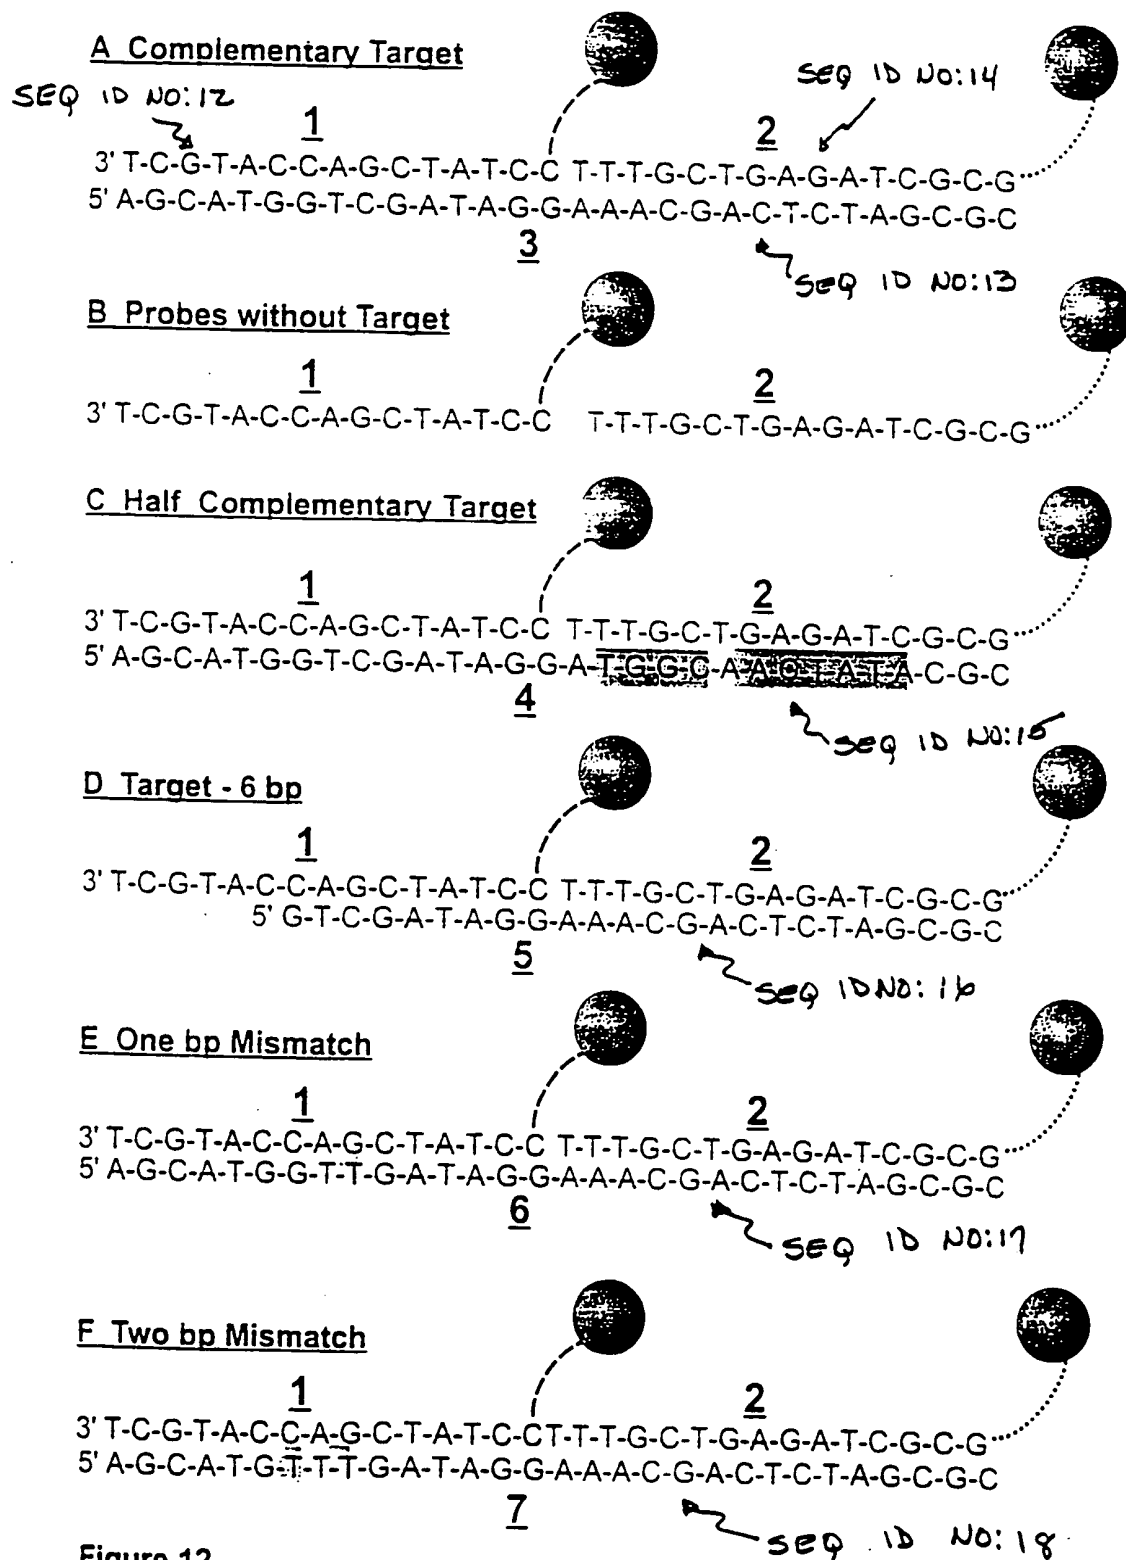 A Complementary Target
SEQ ID NO:12
SEQ ID NO:14
1
2
3' T-C-G-T-A-C-C-A-G-C-T-A-T-C-C T-T-T-G-C-T-G-A-G-A-T-C-G-C-G
5' A-G-C-A-T-G-G-T-C-G-A-T-A-G-G-A-A-A-C-G-A-C-T-C-T-A-G-C-G-C
3
SEQ ID NO:13
B Probes without Target
1
2
3' T-C-G-T-A-C-C-A-G-C-T-A-T-C-C T-T-T-G-C-T-G-A-G-A-T-C-G-C-G
C Half Complementary Target
1
2
3' T-C-G-T-A-C-C-A-G-C-T-A-T-C-C T-T-T-G-C-T-G-A-G-A-T-C-G-C-G
5' A-G-C-A-T-G-G-T-C-G-A-T-A-G-G-A-T-G-G-C-A-A-C-T-A-T-A-C-G-C
4
SEQ ID NO:15
D Target - 6 bp
1
2
3' T-C-G-T-A-C-C-A-G-C-T-A-T-C-C T-T-T-G-C-T-G-A-G-A-T-C-G-C-G
5' G-T-C-G-A-T-A-G-G-A-A-A-C-G-A-C-T-C-T-A-G-C-G-C
5
SEQ ID NO:16
E One bp Mismatch
1
2
3' T-C-G-T-A-C-C-A-G-C-T-A-T-C-C T-T-T-G-C-T-G-A-G-A-T-C-G-C-G
5' A-G-C-A-T-G-G-T-T-G-A-T-A-G-G-A-A-A-C-G-A-C-T-C-T-A-G-C-G-C
6
SEQ ID NO:17
F Two bp Mismatch
1
2
3' T-C-G-T-A-C-C-A-G-C-T-A-T-C-C-T-T-T-G-C-T-G-A-G-A-T-C-G-C-G
5' A-G-C-A-T-G-T-T-T-G-A-T-A-G-G-A-A-A-C-G-A-C-T-C-T-A-G-C-G-C
7
SEQ ID NO:18
Figure 12